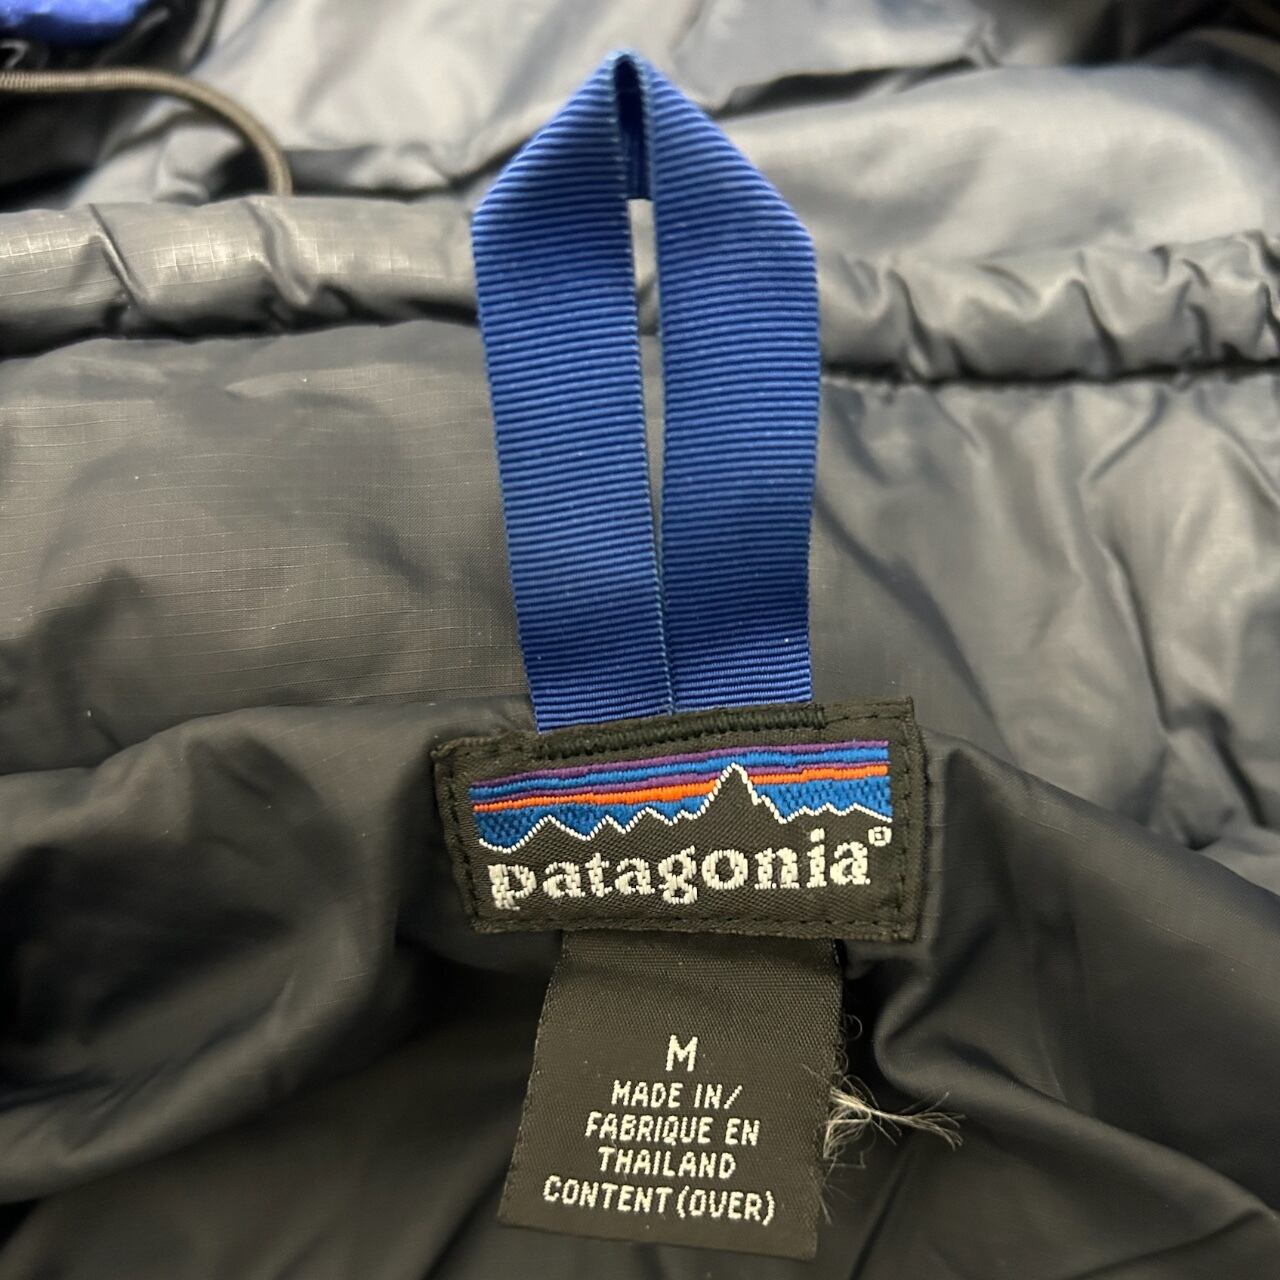 patagonia®
M
MADE IN/
FABRIQUE EN
THAILAND
CONTENT (OVER)